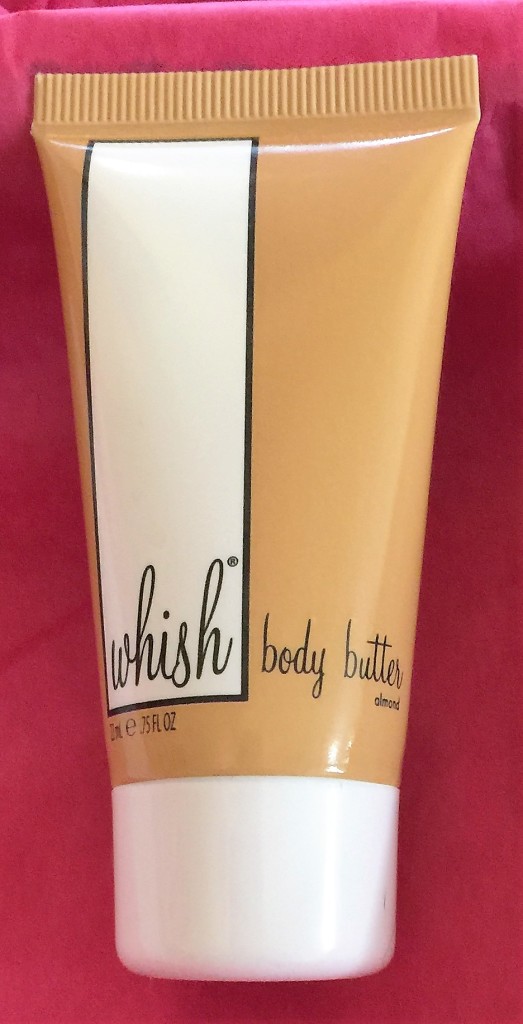 whish®
body butter
almond
22mL e .75 FL OZ